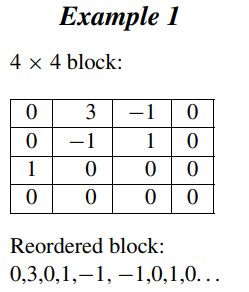 Example 1
4 × 4 block:
0 3 −1 0
0 −1 1 0
1 0 0 0
0 0 0 0
Reordered block:
0,3,0,1,−1, −1,0,1,0...